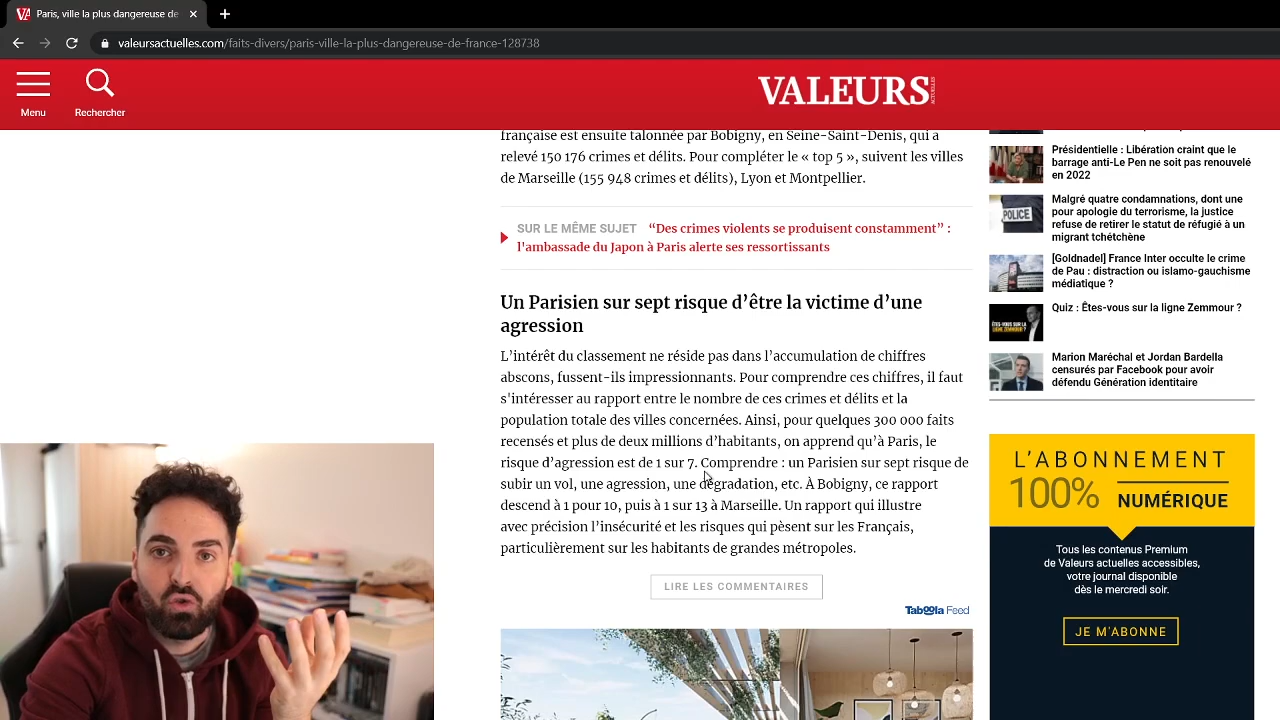 Paris, ville la plus dangereuse de
valeursactuelles.com/faits-divers/paris-ville-la-plus-dangereuse-de-france-128738
Menu
Rechercher
VALEURS
ACTUELLES
française est ensuite talonnée par Bobigny, en Seine-Saint-Denis, qui a
relevé 150 176 crimes et délits. Pour compléter le « top 5 », suivent les villes
de Marseille (155 948 crimes et délits), Lyon et Montpellier.
SUR LE MÊME SUJET “Des crimes violents se produisent constamment” :
l'ambassade du Japon à Paris alerte ses ressortissants
Un Parisien sur sept risque d’être la victime d’une
agression
L’intérêt du classement ne réside pas dans l’accumulation de chiffres
abscons, fussent-ils impressionnants. Pour comprendre ces chiffres, il faut
s'intéresser au rapport entre le nombre de ces crimes et délits et la
population totale des villes concernées. Ainsi, pour quelques 300 000 faits
recensés et plus de deux millions d’habitants, on apprend qu’à Paris, le
risque d’agression est de 1 sur 7. Comprendre : un Parisien sur sept risque de
subir un vol, une agression, une dégradation, etc. À Bobigny, ce rapport
descend à 1 pour 10, puis à 1 sur 13 à Marseille. Un rapport qui illustre
avec précision l’insécurité et les risques qui pèsent sur les Français,
particulièrement sur les habitants de grandes métropoles.
LIRE LES COMMENTAIRES
Taboola Feed
Présidentielle : Libération craint que le
barrage anti-Le Pen ne soit pas renouvelé
en 2022
POLICE
Malgré quatre condamnations, dont une
pour apologie du terrorisme, la justice
refuse de retirer le statut de réfugié à un
migrant tchétchène
[Goldnadel] France Inter occulte le crime
de Pau : distraction ou islamo-gauchisme
médiatique ?
ÊTES-VOUS SUR LA
LIGNE ZEMMOUR ?
Quiz : Êtes-vous sur la ligne Zemmour ?
Marion Maréchal et Jordan Bardella
censurés par Facebook pour avoir
défendu Génération identitaire
L’ABONNEMENT
100% NUMÉRIQUE
Tous les contenus Premium
de Valeurs actuelles accessibles,
votre journal disponible
dès le mercredi soir.
JE M'ABONNE